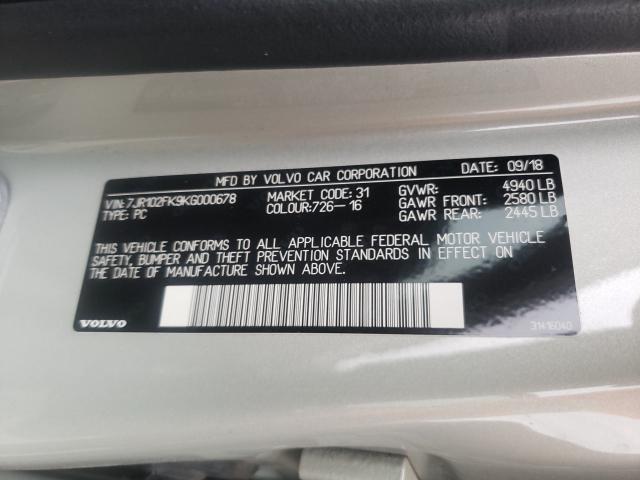 MFD BY VOLVO CAR CORPORATION DATE: 09/18
VIN:7JR102FK9KG000678 MARKET CODE: 31 GVWR: 4940 LB
TYPE: PC COLOUR:726-16 GAWR FRONT: 2580 LB
GAWR REAR: 2445 LB
THIS VEHICLE CONFORMS TO ALL APPLICABLE FEDERAL MOTOR VEHICLE
SAFETY, BUMPER AND THEFT PREVENTION STANDARDS IN EFFECT ON
THE DATE OF MANUFACTURE SHOWN ABOVE.
VOLVO 31416040